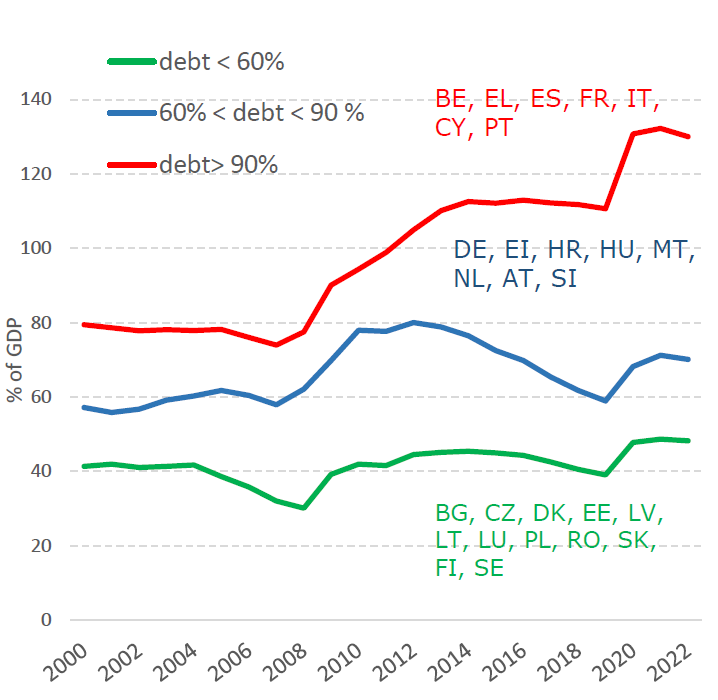 debt < 60%
60% < debt < 90 %
debt> 90%
BE, EL, ES, FR, IT,
CY, PT
DE, EI, HR, HU, MT,
NL, AT, SI
BG, CZ, DK, EE, LV,
LT, LU, PL, RO, SK,
FI, SE
% of GDP
140
120
100
80
60
40
20
0
2000
2002
2004
2006
2008
2010
2012
2014
2016
2018
2020
2022